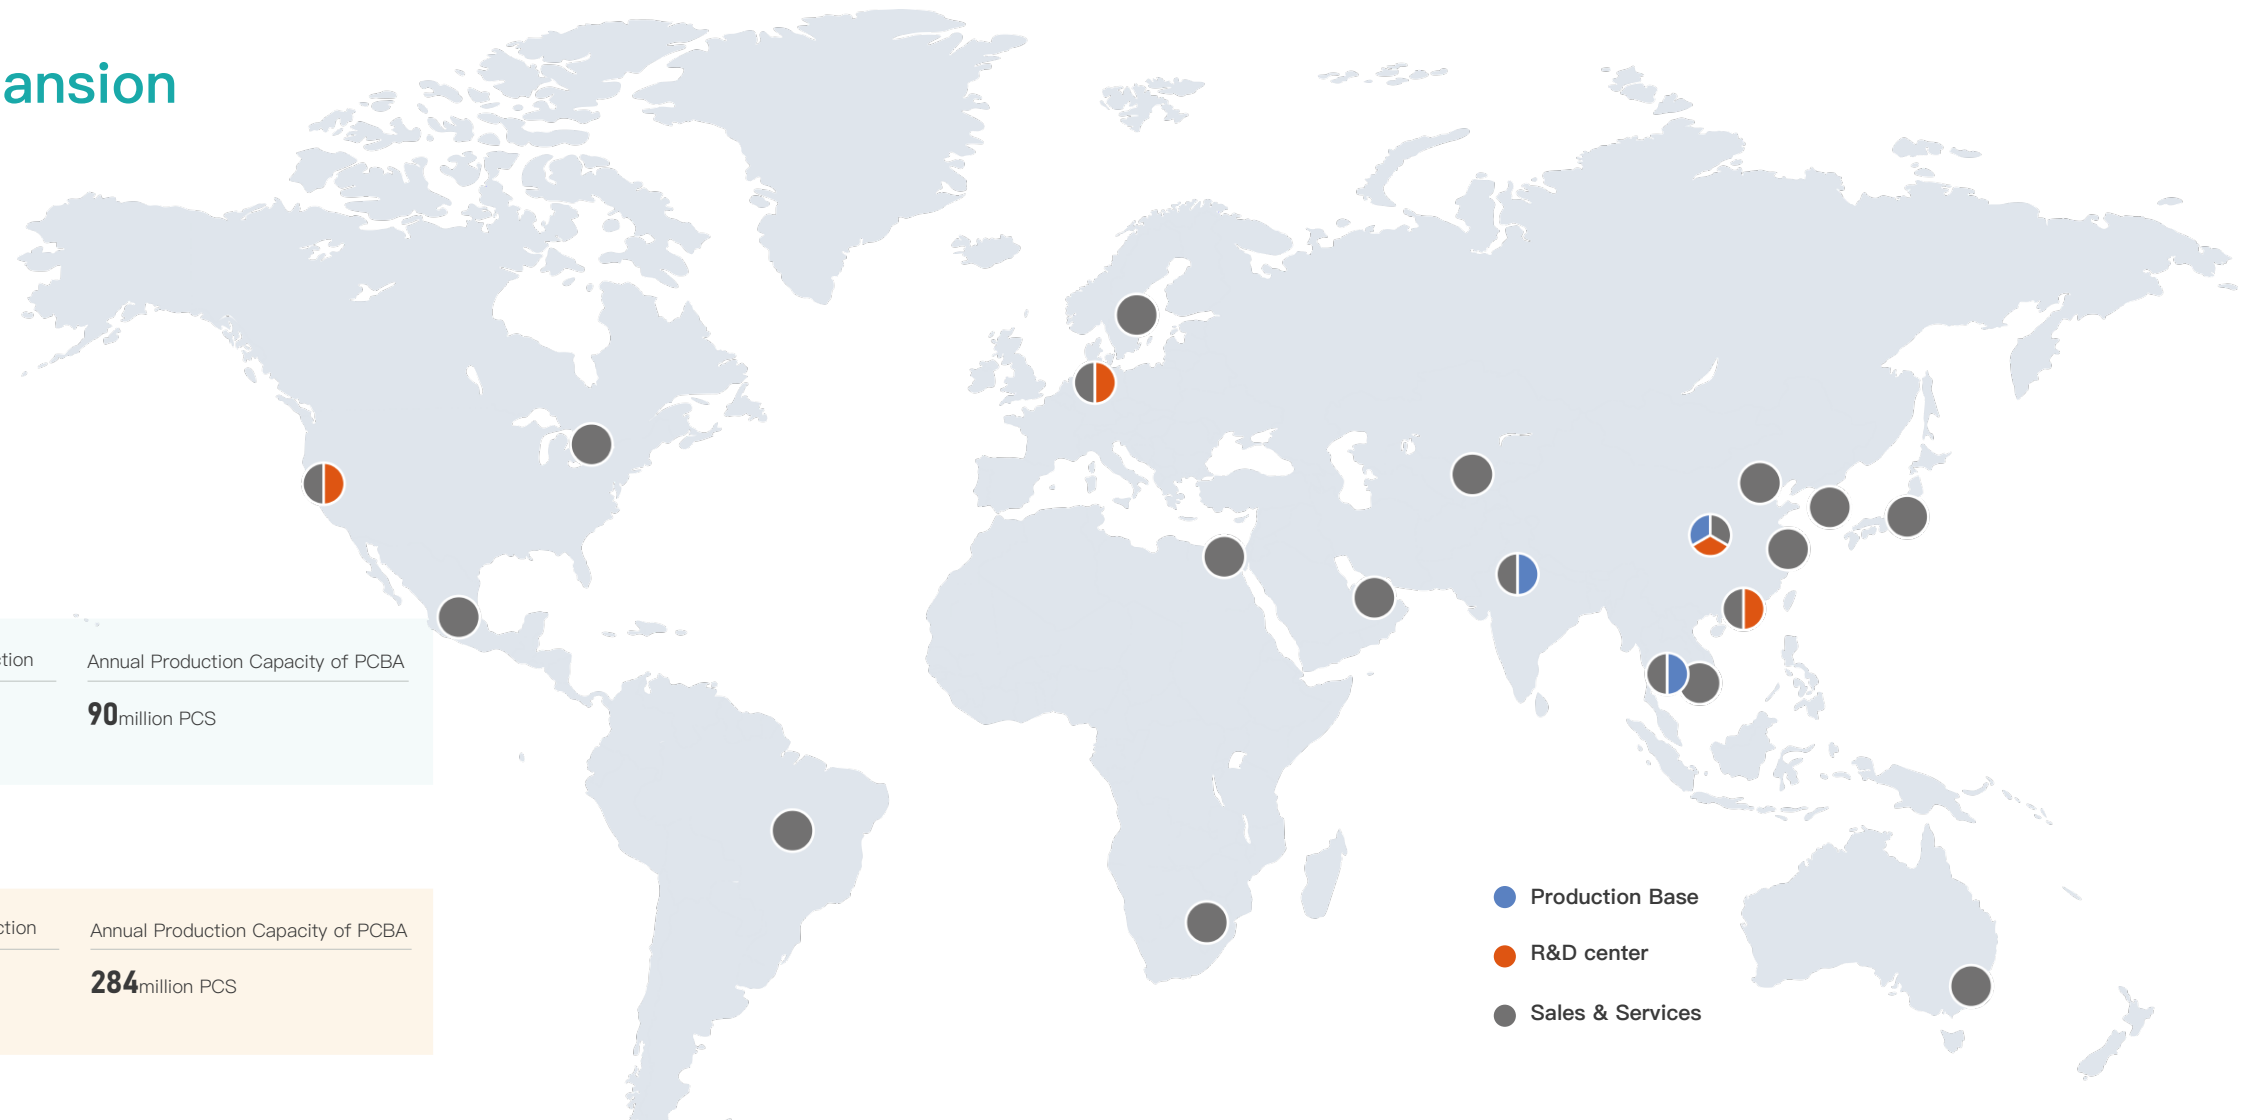 ansion
tion
Annual Production Capacity of PCBA
90million PCS
ction
Annual Production Capacity of PCBA
284million PCS
Production Base
R&D center
Sales & Services